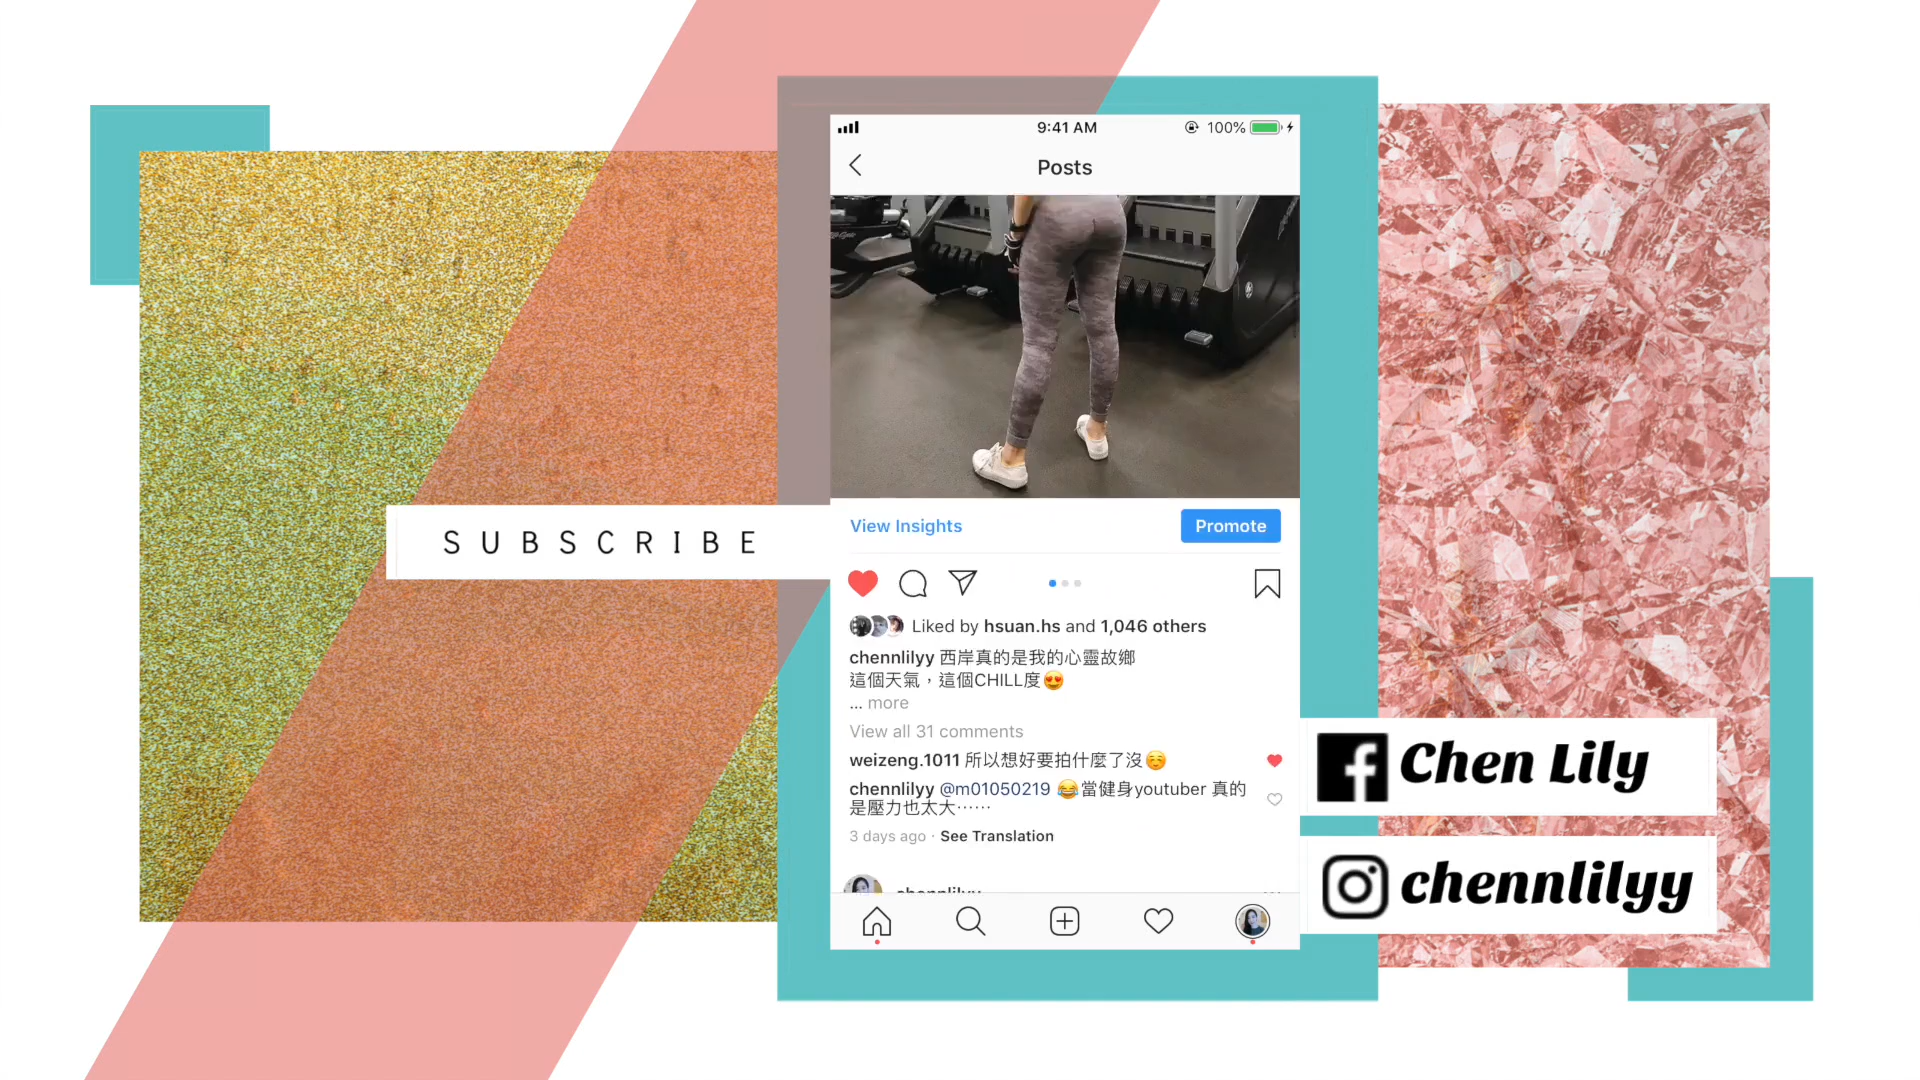 9:41 AM
100%
Posts
SUBSCRIBE
View Insights
Promote
Liked by hsuan.hs and 1,046 others
chennlilyy 西岸真的是我的心靈故鄉
這個天氣，這個CHILL度😍
... more
View all 31 comments
weizeng.1011 所以想好要拍什麼了沒☺️
chennlilyy @m01050219 😂當健身youtuber 真的
是壓力也太大⋯⋯
3 days ago · See Translation
chennlilyy
Chen Lily
chennlilyy